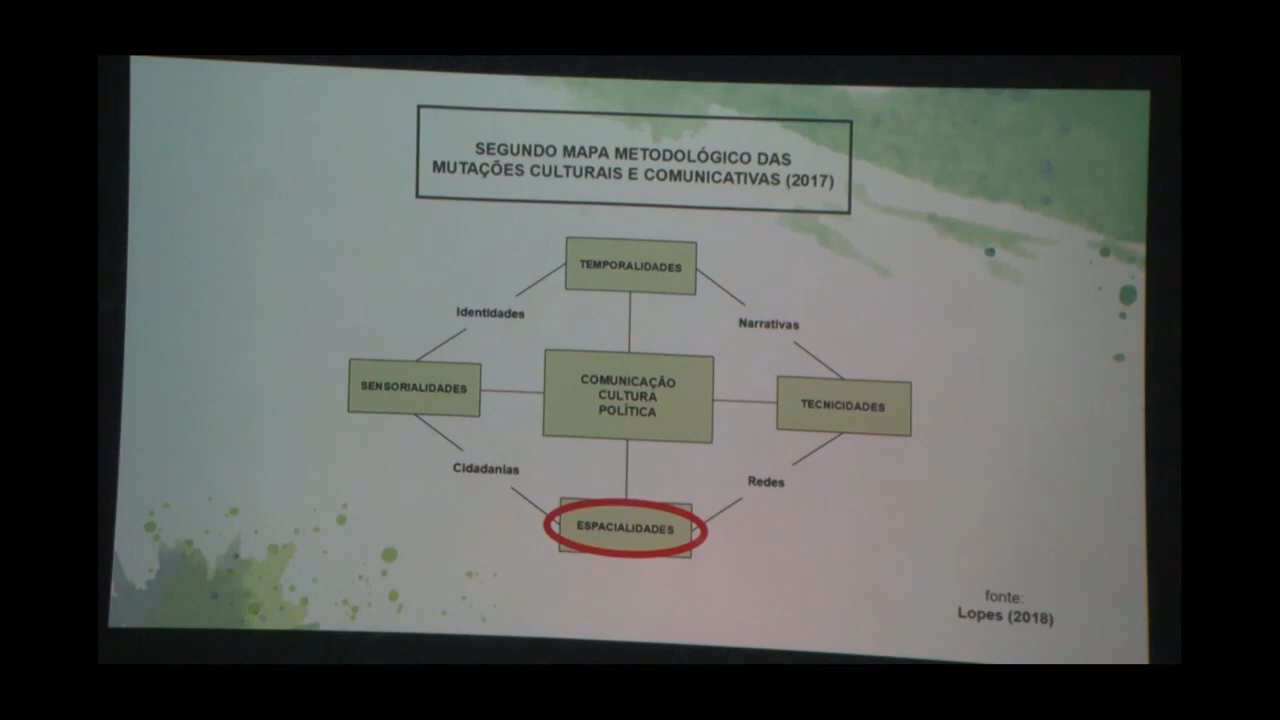 SEGUNDO MAPA METODOLÓGICO DAS
MUTAÇÕES CULTURAIS E COMUNICATIVAS (2017)
TEMPORALIDADES
Identidades
Narrativas
SENSORIALIDADES
COMUNICAÇÃO
CULTURA
POLÍTICA
TECNICIDADES
Cidadanias
Redes
ESPACIALIDADES
fonte:
Lopes (2018)